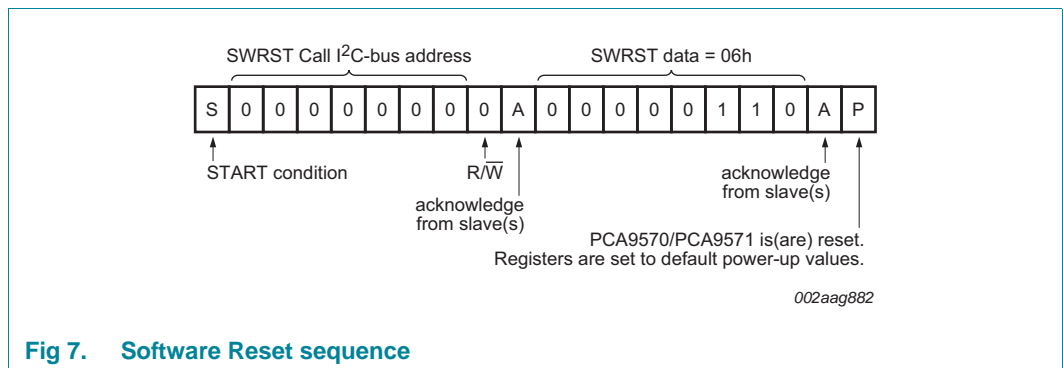 SWRST Call I²C-bus address SWRST data = 06h
S 0 0 0 0 0 0 0 0 A 0 0 0 0 0 1 1 0 A P
START condition R/W̅ acknowledge
from slave(s)
acknowledge
from slave(s)
PCA9570/PCA9571 is(are) reset.
Registers are set to default power-up values.
002aag882
Fig 7. Software Reset sequence